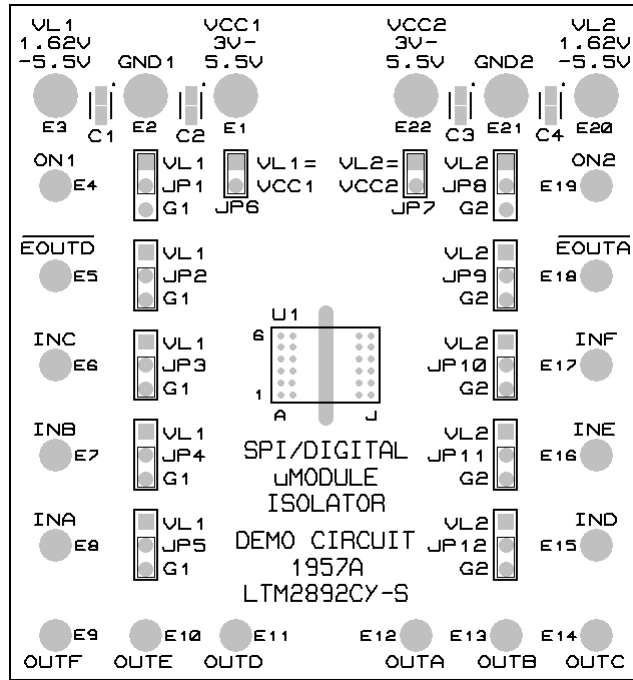 VL1 VCC1 VCC2 VL2
1.62V 3V- 3V- 1.62V
-5.5V GND1 5.5V 5.5V GND2 -5.5V
E3 C1 E2 C2 E1 E22 C3 E21 C4 E20
ON1 VL1 VL1= VL2= VL2 ON2
E4 JP1 VCC1 VCC2 JP8 E19
G1 JP6 JP7 G2
EOUTD VL1 VL2 EOUTA
E5 JP2 JP9 E18
G1 G2
U1
INC VL1 6 VL2 INF
E6 JP3 JP10 E17
G1 1 G2
A J
INB VL1 SPI/DIGITAL VL2 INE
E7 JP4 uMODULE JP11 E16
G1 ISOLATOR G2
INA VL1 DEMO CIRCUIT VL2 IND
E8 JP5 1957A JP12 E15
G1 LTM2892CY-S G2
E9 E10 E11 E12 E13 E14
OUTF OUTE OUTD OUTA OUTB OUTC